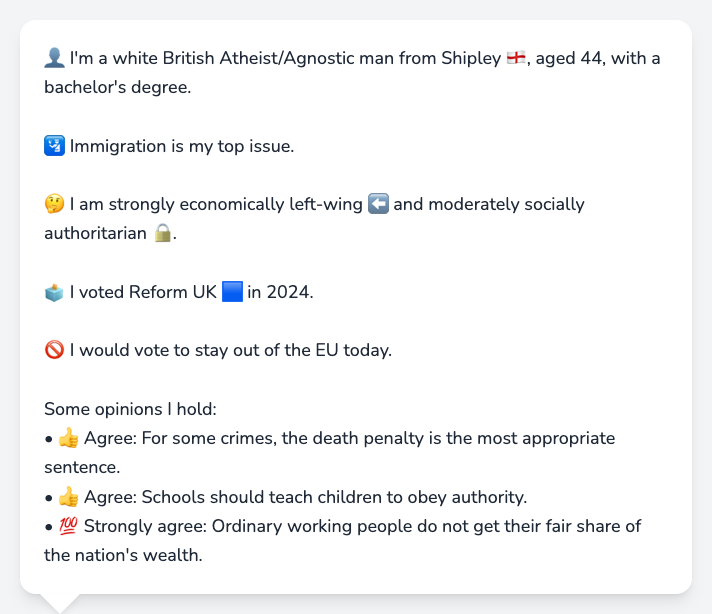 👤 I'm a white British Atheist/Agnostic man from Shipley 🏴󠁧󠁢󠁥󠁮󠁧󠁿, aged 44, with a
bachelor's degree.
🛂 Immigration is my top issue.
🤔 I am strongly economically left-wing ⬅️ and moderately socially
authoritarian 🔒.
🗳️ I voted Reform UK 🟦 in 2024.
🚫 I would vote to stay out of the EU today.
Some opinions I hold:
• 👍 Agree: For some crimes, the death penalty is the most appropriate
sentence.
• 👍 Agree: Schools should teach children to obey authority.
• 💯 Strongly agree: Ordinary working people do not get their fair share of
the nation's wealth.